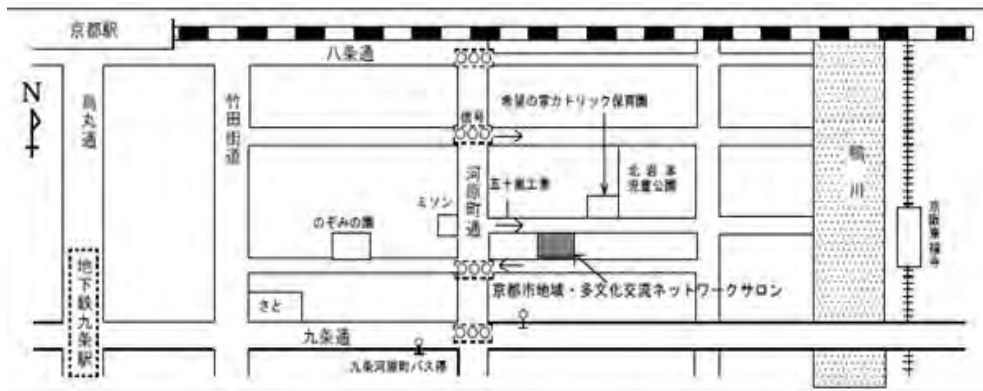 京都駅
八条通
N
烏丸通
竹田街道
信号
希望の家カトリック保育園
河原町通
五十嵐工業
北岩本
児童公園
鴨川
ミソン
のぞみの園
京阪東福寺
地下鉄九条駅
京都市地域・多文化交流ネットワークサロン
さと
九条通
九条河原町バス停